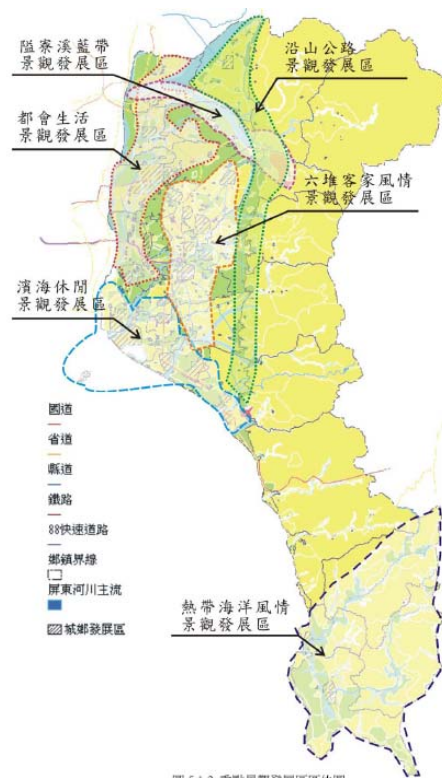 隘寮溪藍帶
景觀發展區
沿山公路
景觀發展區
都會生活
景觀發展區
六堆客家風情
景觀發展區
濱海休閒
景觀發展區
國道
省道
縣道
鐵路
88快速道路
鄉鎮界線
屏東河川主流
城鄉發展區
熱帶海洋風情
景觀發展區